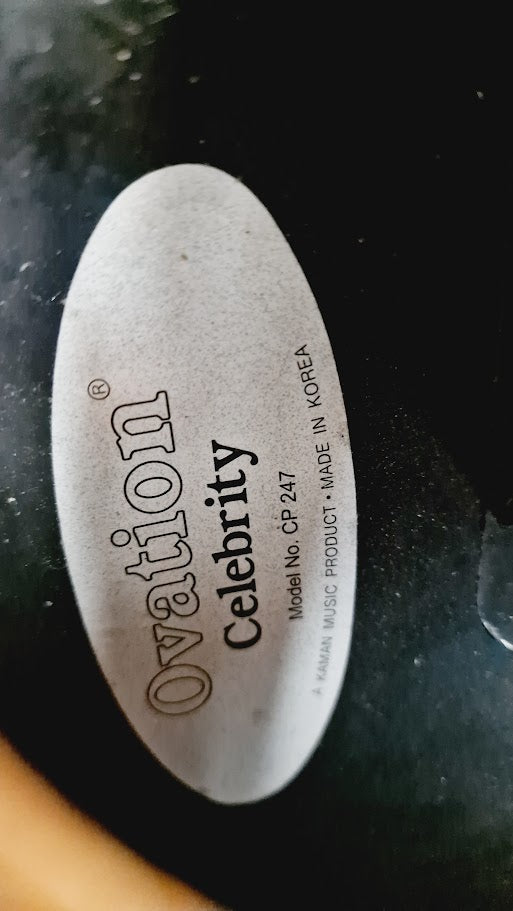 Ovation®
Celebrity
Model No. CP 247
A KAMAN MUSIC PRODUCT • MADE IN KOREA